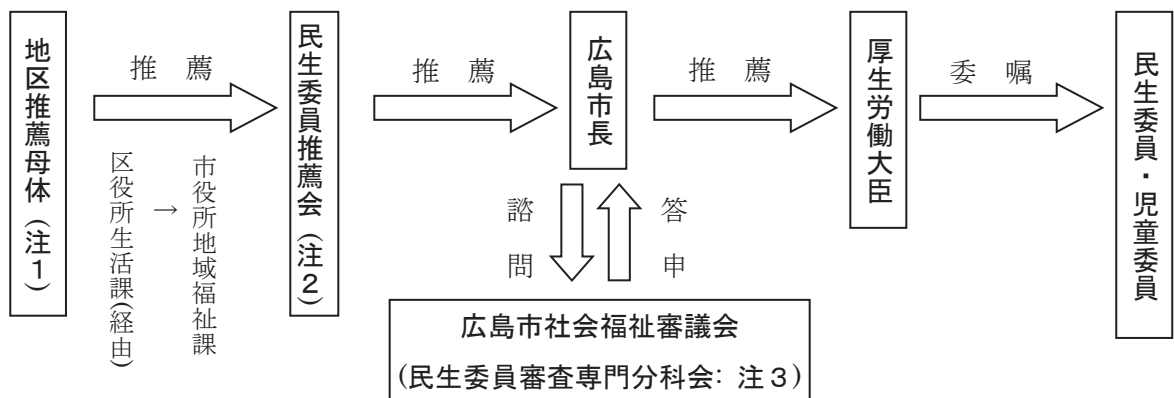 地区推薦母体(注1)
推薦
区役所生活課(経由)
→
市役所地域福祉課
民生委員推薦会(注2)
推薦
広島市長
諮問
答申
広島市社会福祉審議会
(民生委員審査専門分科会: 注3)
推薦
厚生労働大臣
委嘱
民生委員・児童委員